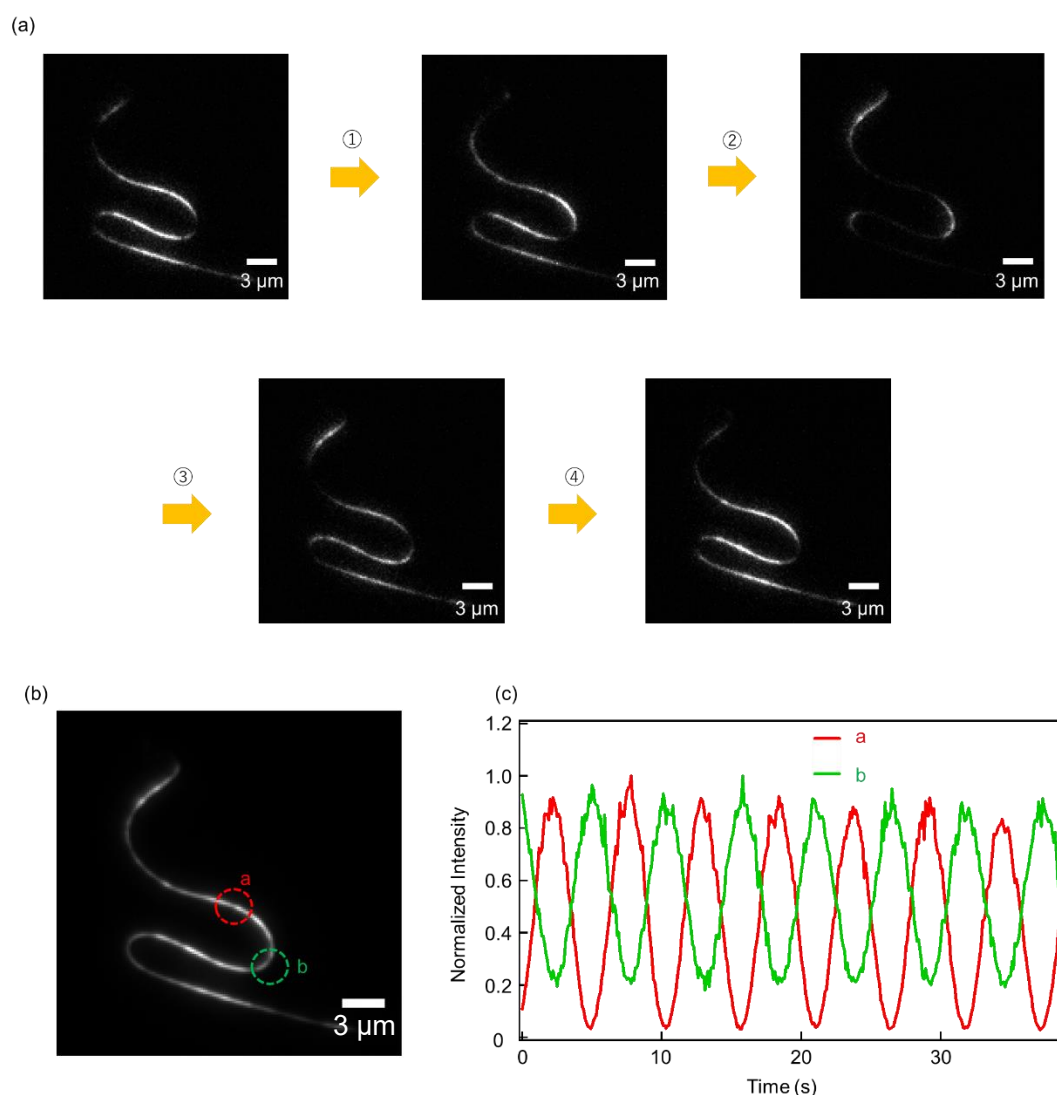 (a)
①
②
3 µm
3 µm
3 µm
③
④
3 µm
3 µm
(b)
a
b
3 µm
(c)
1.2
1.0
0.8
0.6
0.4
0.2
0
Normalized Intensity
a
b
0
10
20
30
Time (s)